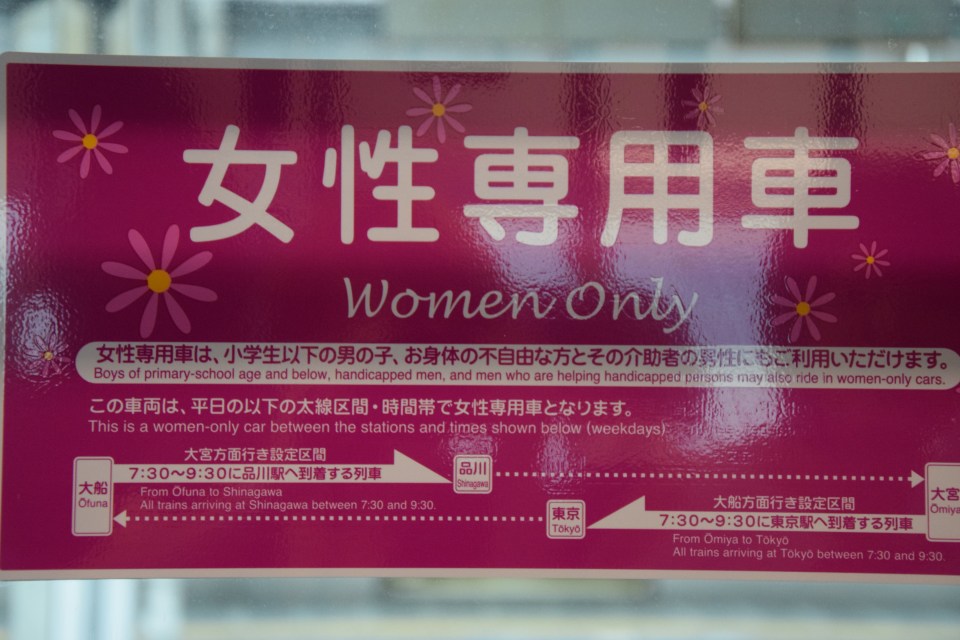 女性専用車
Women Only
女性専用車は、小学生以下の男の子、お身体の不自由な方とその介助者の男性にもご利用いただけます。
Boys of primary-school age and below, handicapped men, and men who are helping handicapped persons may also ride in women-only cars.
この車両は、平日の以下の太線区間・時間帯で女性専用車となります。
This is a women-only car between the stations and times shown below (weekdays)
大宮方面行き設定区間
7:30～9:30に品川駅へ到着する列車
大船
Ōfuna
品川
Shinagawa
大宮
Ōmiya
From Ōfuna to Shinagawa
All trains arriving at Shinagawa between 7:30 and 9:30.
東京
Tōkyō
大船方面行き設定区間
7:30～9:30に東京駅へ到着する列車
From Ōmiya to Tōkyō
All trains arriving at Tōkyō between 7:30 and 9:30.